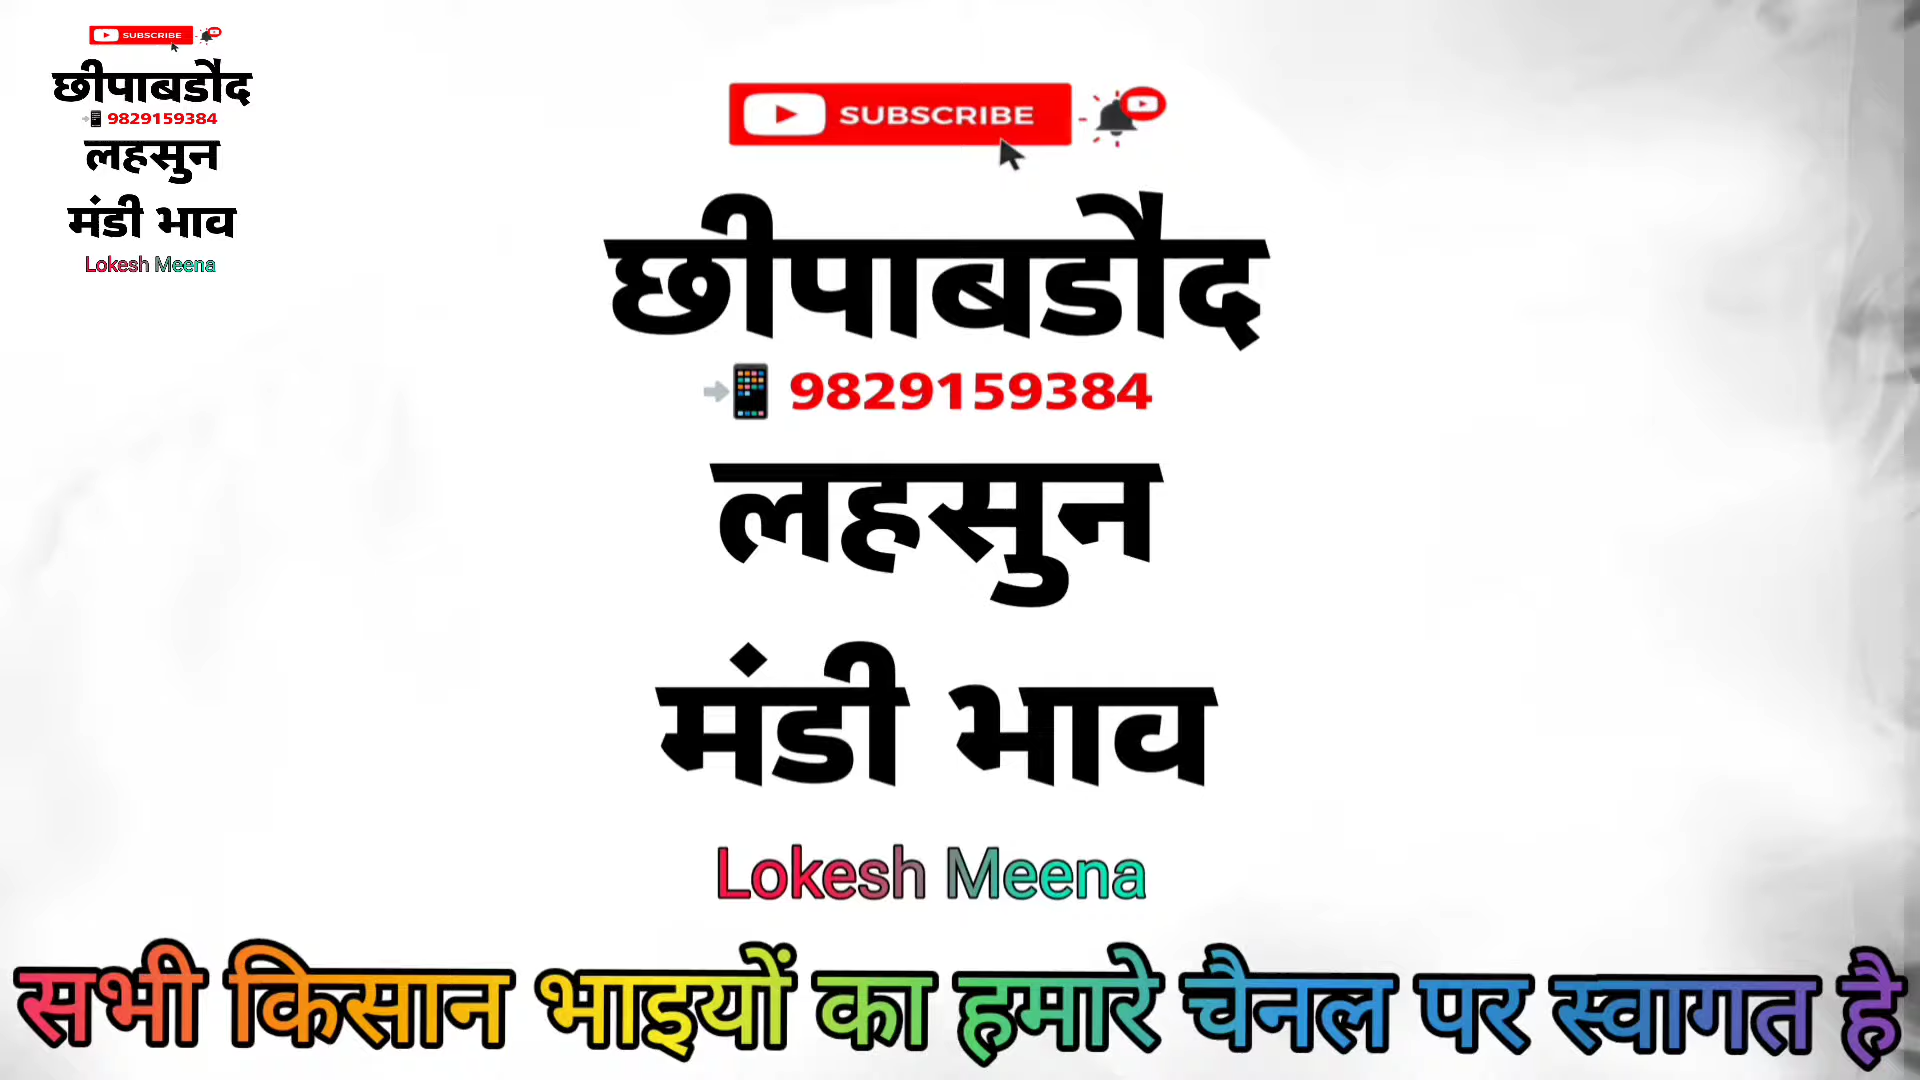 SUBSCRIBE
छीपाबडौद
9829159384
लहसुन
मंडी भाव
Lokesh Meena
SUBSCRIBE
छीपाबडौद
9829159384
लहसुन
मंडी भाव
Lokesh Meena
सभी किसान भाइयों का हमारे चैनल पर स्वागत है